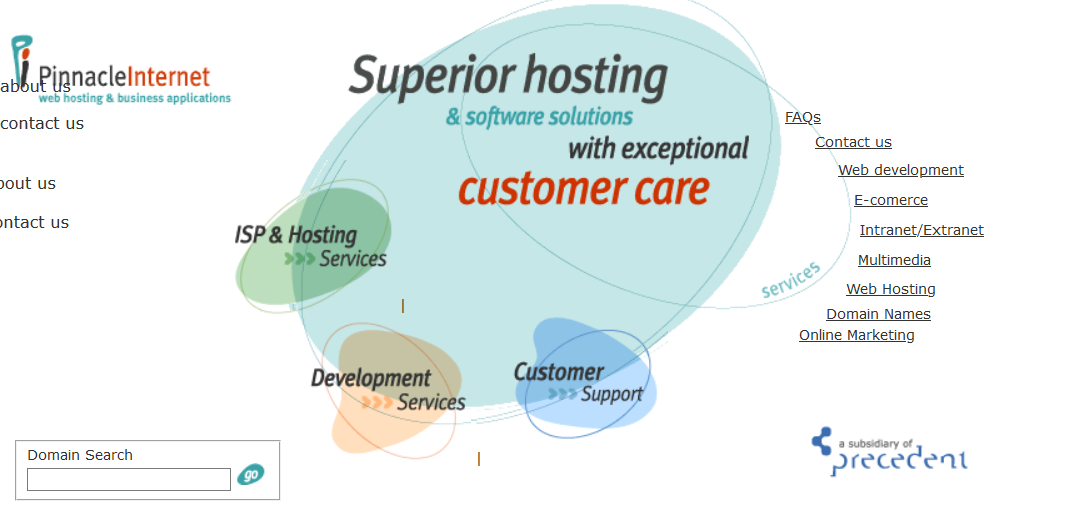 PinnacleInternet
web hosting & business applications
about us
contact us
bout us
ontact us
Superior hosting
& software solutions
with exceptional
customer care
ISP & Hosting
>>> Services
Development
>>> Services
Customer
>>> Support
services
FAQs
Contact us
Web development
E-comerce
Intranet/Extranet
Multimedia
Web Hosting
Domain Names
Online Marketing
Domain Search
go
a subsidiary of
precedent